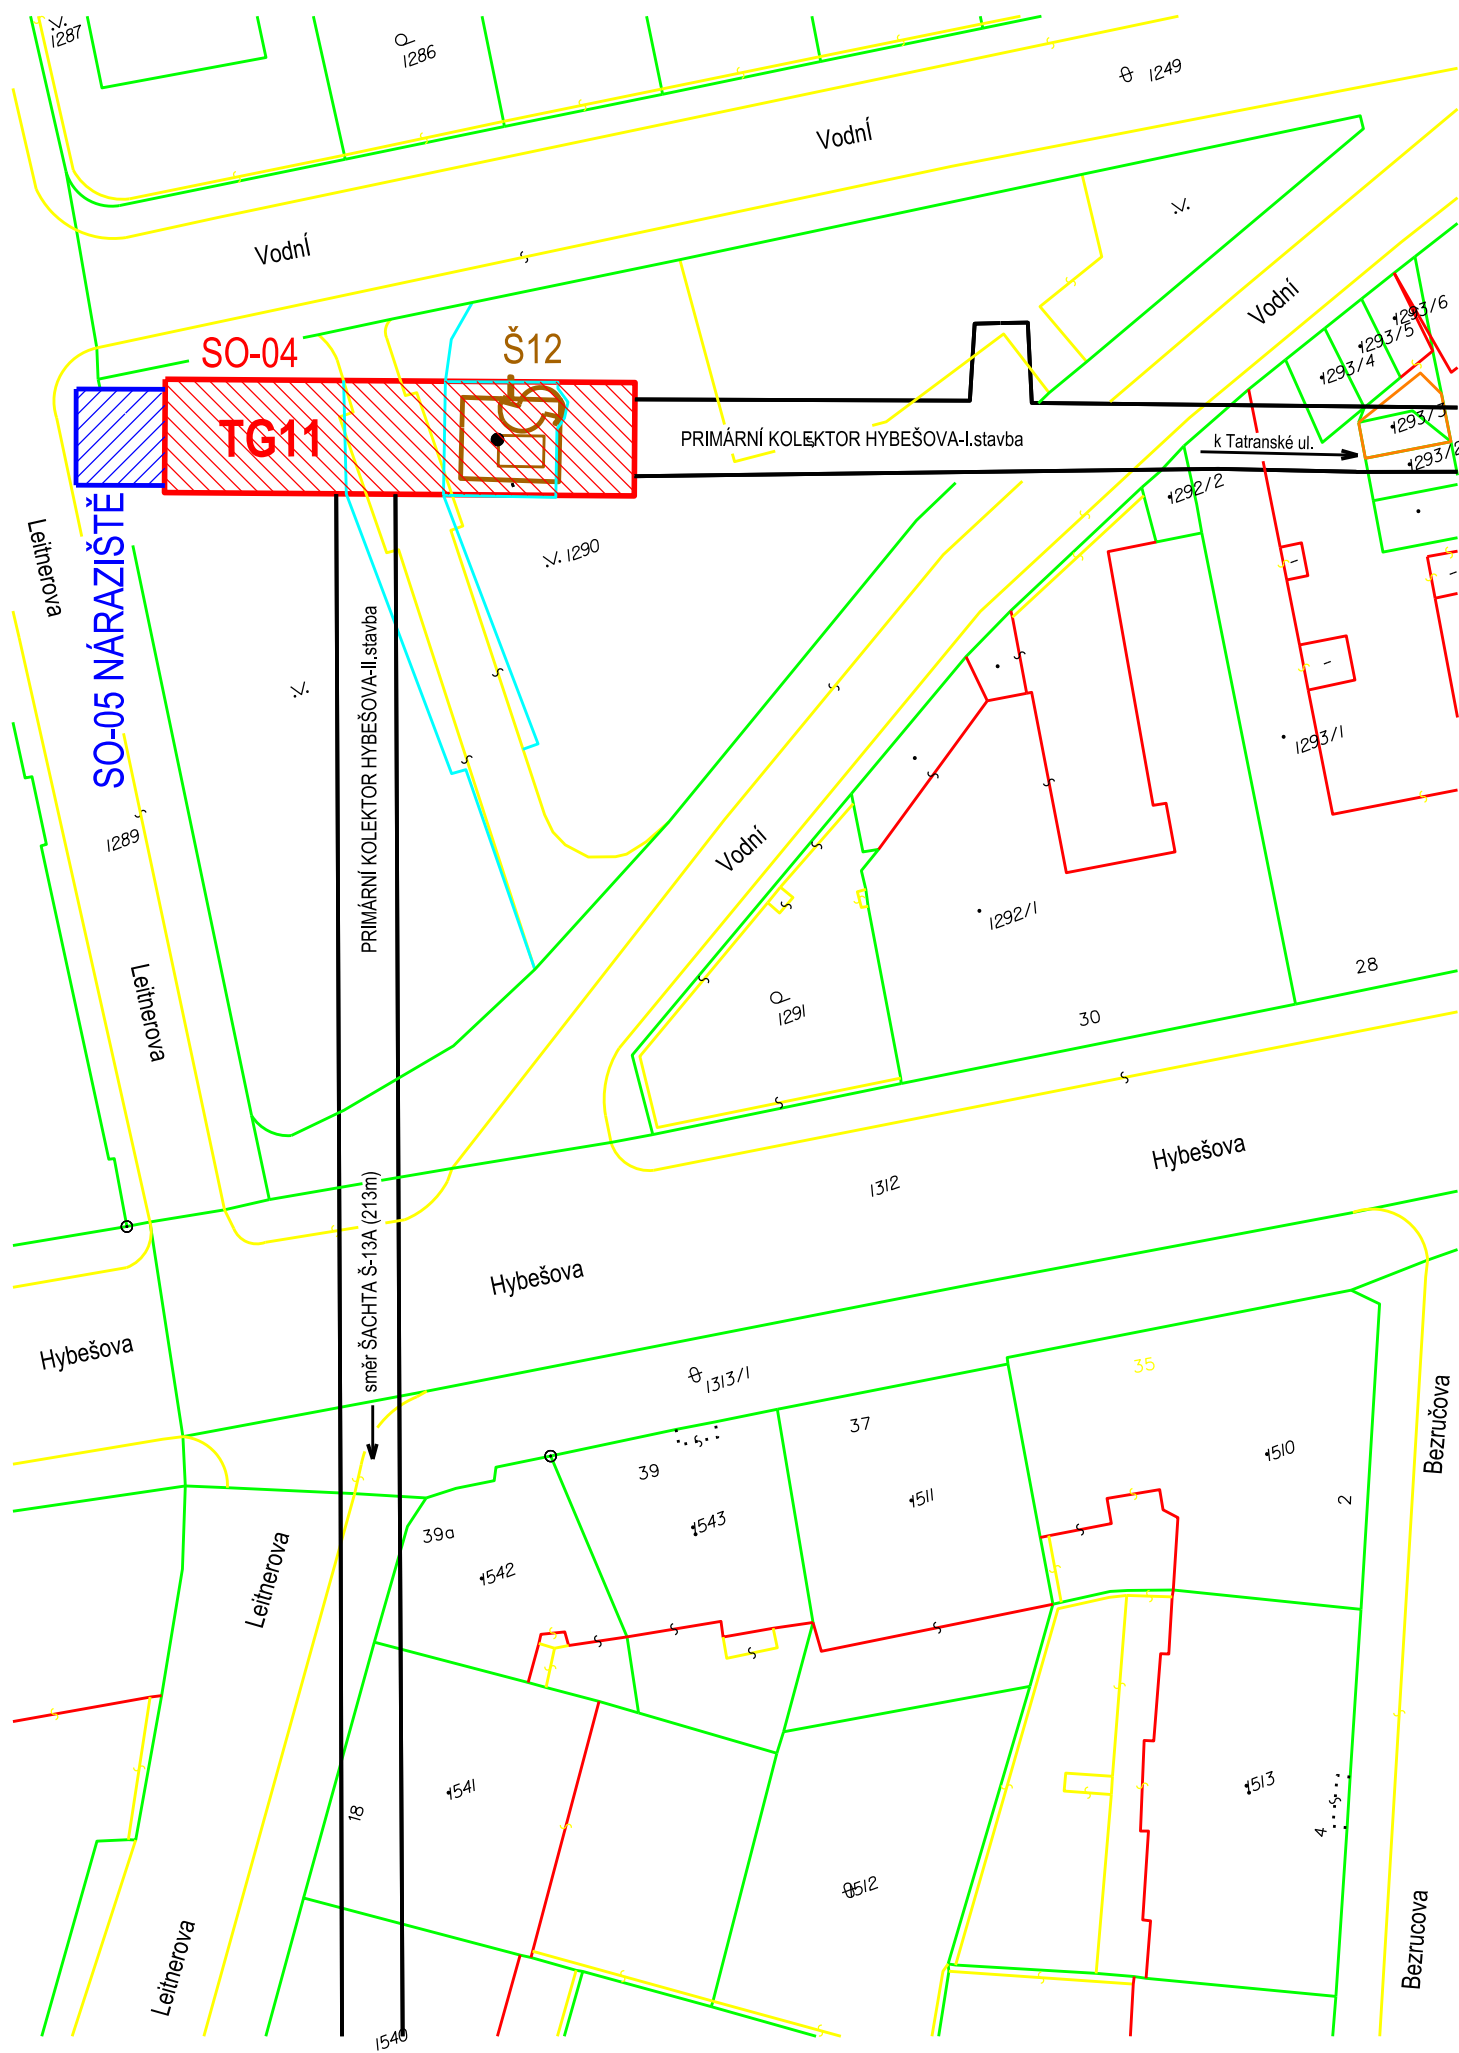 1287
1286
1249
Vodní
Vodní
Vodní
SO-04
Š12
Š
TG11
PRIMÁRNÍ KOLEKTOR HYBEŠOVA-I.stavba
k Tatranské ul.
1293/6
1293/5
1293/4
1293/3
1293/2
1292/2
1290
Leitnerova
SO-05 NÁRAZIŠTĚ
PRIMÁRNÍ KOLEKTOR HYBEŠOVA-II.stavba
1293/1
1289
Vodní
1292/1
28
Leitnerova
1291
30
Hybešova
1312
směr ŠACHTA Š-13A (213m)
Hybešova
Hybešova
1313/1
35
37
39
Bezručova
1510
2
1511
1543
39a
1542
Leitnerova
1541
18
1513
4
1512
Leitnerova
Bezrucova
1540